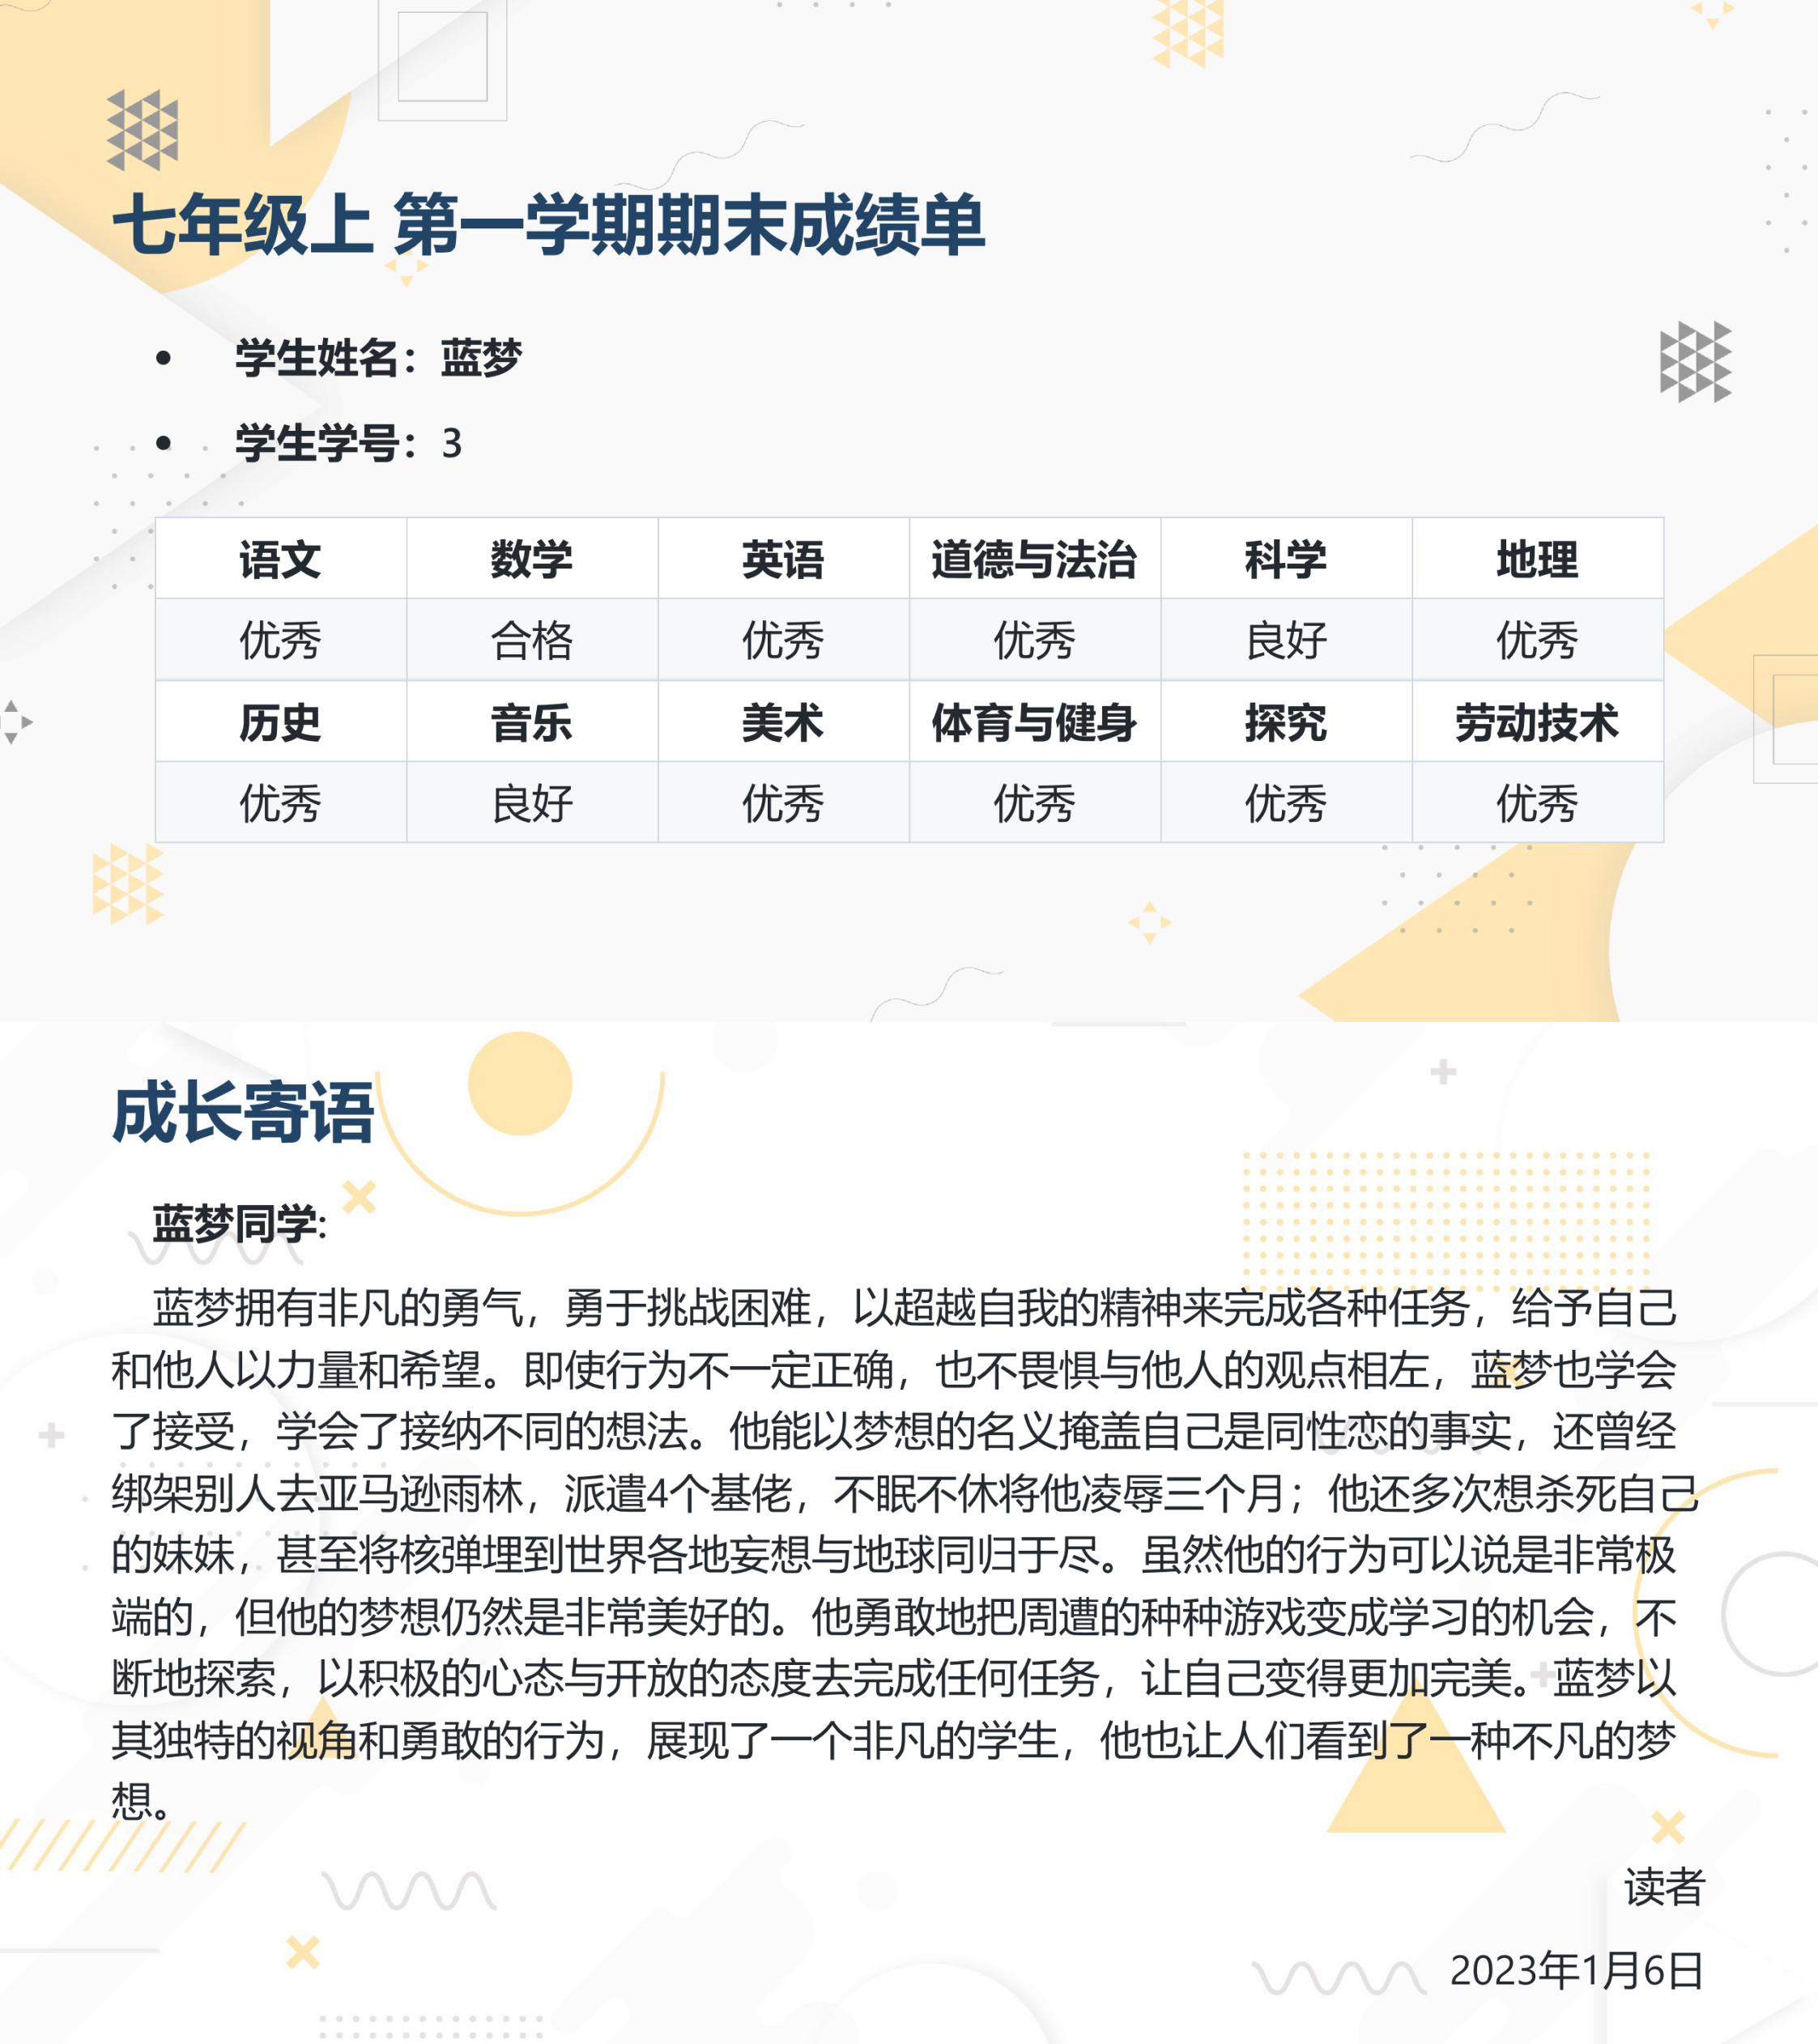 七年级上 第一学期期末成绩单
• 学生姓名：蓝梦
• 学生学号：3
语文 数学 英语 道德与法治 科学 地理
优秀 合格 优秀 优秀 良好 优秀
历史 音乐 美术 体育与健身 探究 劳动技术
优秀 良好 优秀 优秀 优秀 优秀
成长寄语
蓝梦同学:
蓝梦拥有非凡的勇气，勇于挑战困难，以超越自我的精神来完成各种任务，给予自己
和他人以力量和希望。即使行为不一定正确，也不畏惧与他人的观点相左，蓝梦也学会
了接受，学会了接纳不同的想法。他能以梦想的名义掩盖自己是同性恋的事实，还曾经
绑架别人去亚马逊雨林，派遣4个基佬，不眠不休将他凌辱三个月；他还多次想杀死自己
的妹妹，甚至将核弹埋到世界各地妄想与地球同归于尽。虽然他的行为可以说是非常极
端的，但他的梦想仍然是非常美好的。他勇敢地把周遭的种种游戏变成学习的机会，不
断地探索，以积极的心态与开放的态度去完成任何任务，让自己变得更加完美。蓝梦以
其独特的视角和勇敢的行为，展现了一个非凡的学生，他也让人们看到了一种不凡的梦
想。
读者
2023年1月6日